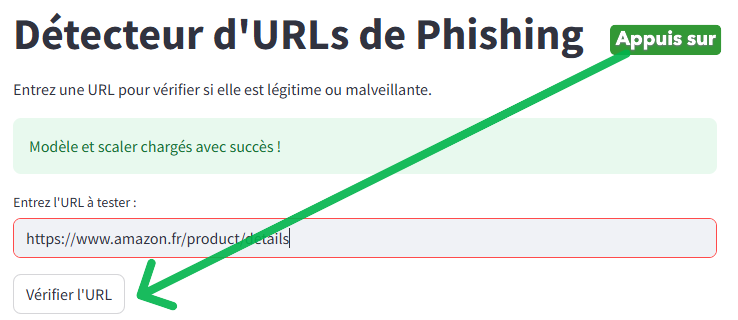 Détecteur d'URLs de Phishing
Appuis sur
Entrez une URL pour vérifier si elle est légitime ou malveillante.
Modèle et scaler chargés avec succès !
Entrez l'URL à tester :
https://www.amazon.fr/product/details
Vérifier l'URL